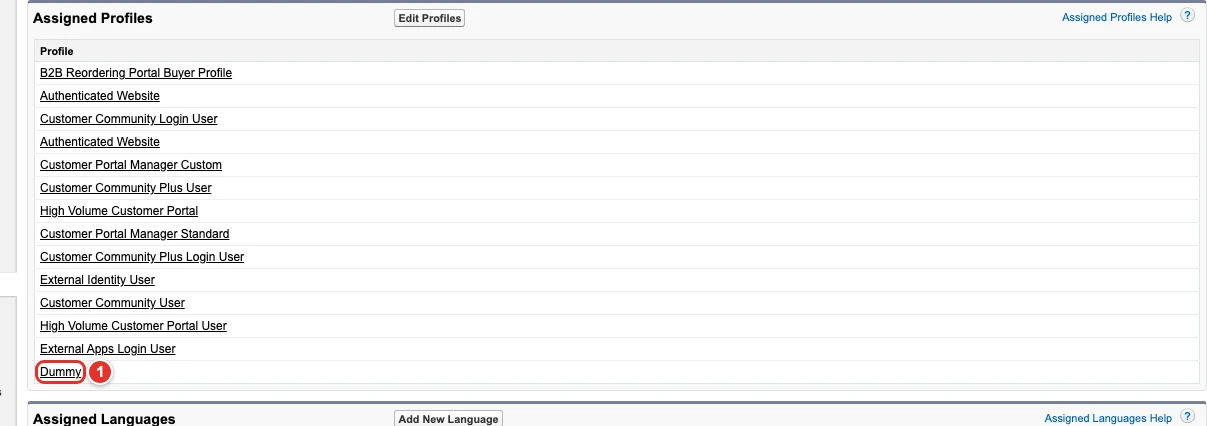 Assigned Profiles Edit Profiles Assigned Profiles Help ?
Profile
B2B Reordering Portal Buyer Profile
Authenticated Website
Customer Community Login User
Authenticated Website
Customer Portal Manager Custom
Customer Community Plus User
High Volume Customer Portal
Customer Portal Manager Standard
Customer Community Plus Login User
External Identity User
Customer Community User
High Volume Customer Portal User
External Apps Login User
Dummy 1
Assigned Languages Add New Language Assigned Languages Help ?